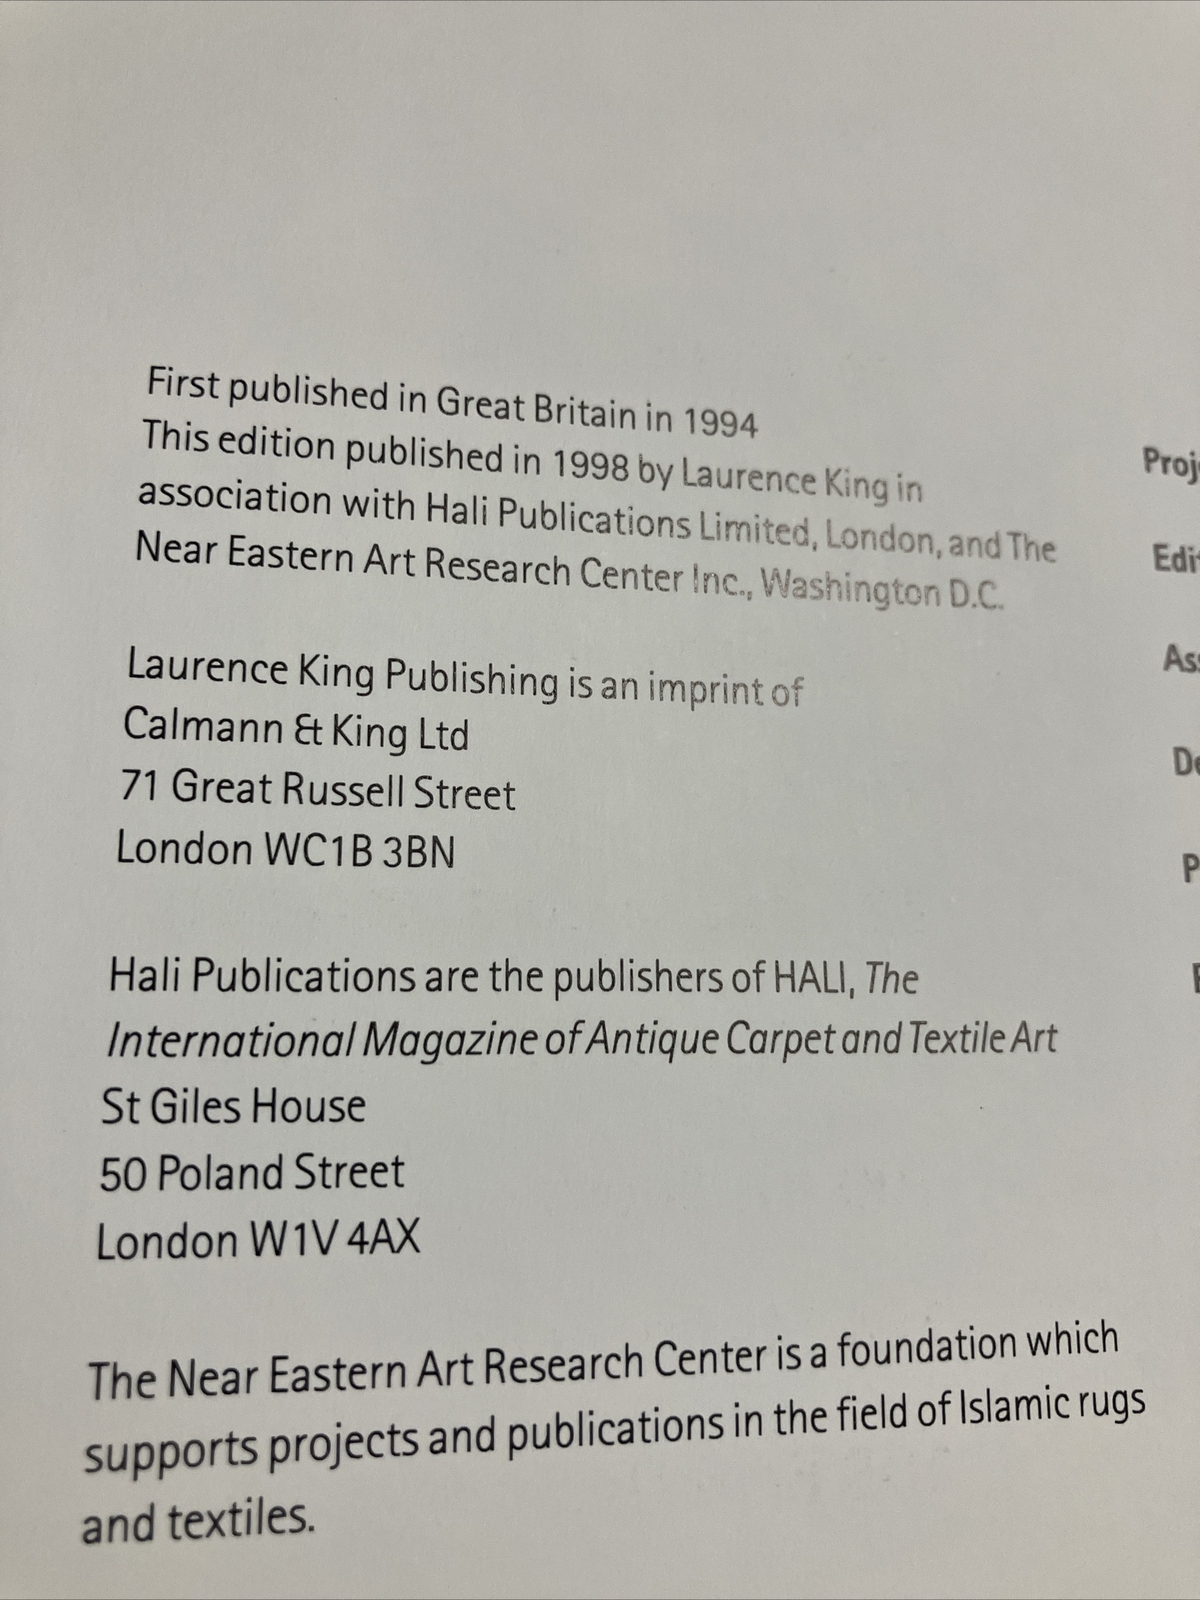 First published in Great Britain in 1994
This edition published in 1998 by Laurence King in
association with Hali Publications Limited, London, and The
Near Eastern Art Research Center Inc., Washington D.C.
Laurence King Publishing is an imprint of
Calmann & King Ltd
71 Great Russell Street
London WC1B 3BN
Hali Publications are the publishers of HALI, The
International Magazine of Antique Carpet and Textile Art
St Giles House
50 Poland Street
London W1V 4AX
The Near Eastern Art Research Center is a foundation which
supports projects and publications in the field of Islamic rugs
and textiles.